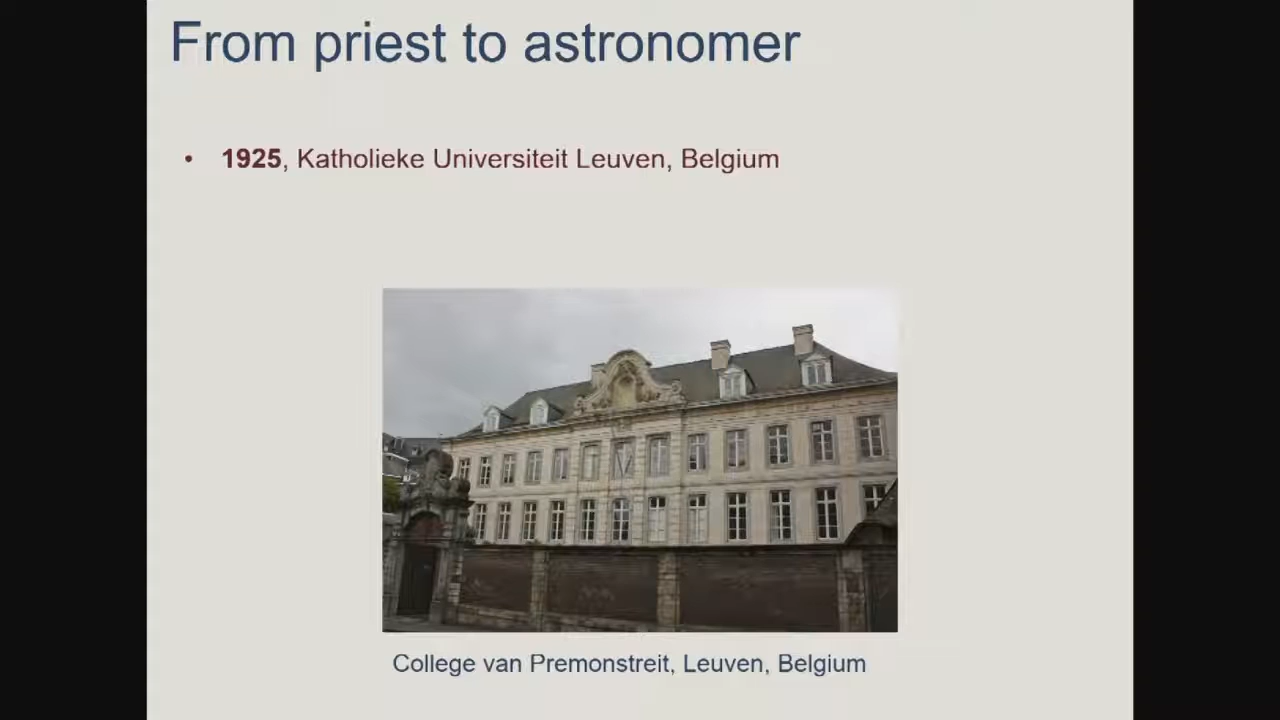 From priest to astronomer
• 1925, Katholieke Universiteit Leuven, Belgium
College van Premonstreit, Leuven, Belgium